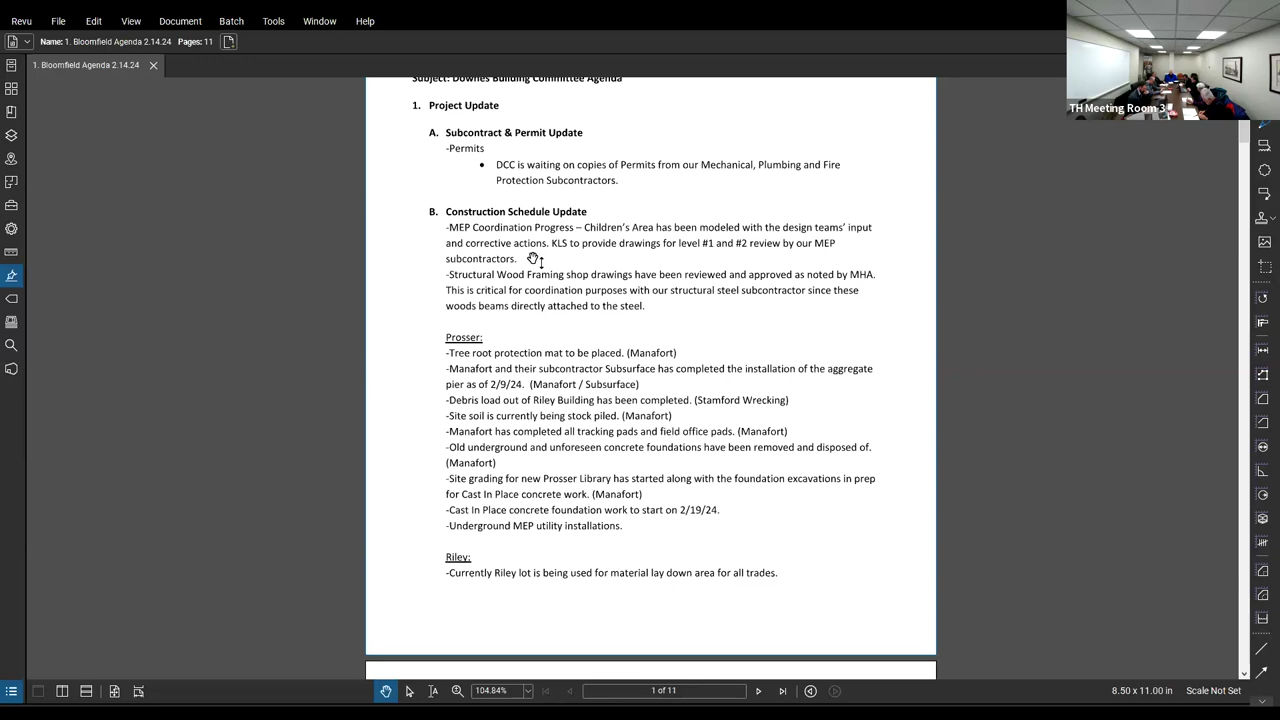 Revu File Edit View Document Batch Tools Window Help
Name: 1. Bloomfield Agenda 2.14.24 Pages: 11
1. Bloomfield Agenda 2.14.24
TH Meeting Room 3
Subject: Downes Building Committee Agenda
1. Project Update
A. Subcontract & Permit Update
-Permits
• DCC is waiting on copies of Permits from our Mechanical, Plumbing and Fire
Protection Subcontractors.
B. Construction Schedule Update
-MEP Coordination Progress – Children's Area has been modeled with the design teams' input
and corrective actions. KLS to provide drawings for level #1 and #2 review by our MEP
subcontractors.
-Structural Wood Framing shop drawings have been reviewed and approved as noted by MHA.
This is critical for coordination purposes with our structural steel subcontractor since these
woods beams directly attached to the steel.
Prosser:
-Tree root protection mat to be placed. (Manafort)
-Manafort and their subcontractor Subsurface has completed the installation of the aggregate
pier as of 2/9/24. (Manafort / Subsurface)
-Debris load out of Riley Building has been completed. (Stamford Wrecking)
-Site soil is currently being stock piled. (Manafort)
-Manafort has completed all tracking pads and field office pads. (Manafort)
-Old underground and unforeseen concrete foundations have been removed and disposed of.
(Manafort)
-Site grading for new Prosser Library has started along with the foundation excavations in prep
for Cast In Place concrete work. (Manafort)
-Cast In Place concrete foundation work to start on 2/19/24.
-Underground MEP utility installations.
Riley:
-Currently Riley lot is being used for material lay down area for all trades.
104.84% 1 of 11 8.50 x 11.00 in Scale Not Set